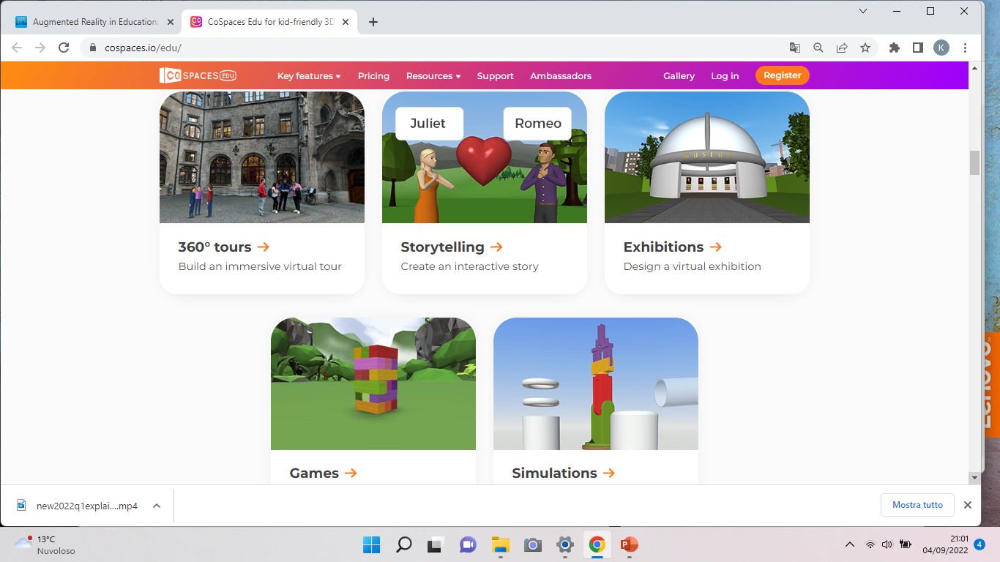 Augmented Reality in Education:
CoSpaces Edu for kid-friendly 3D
cospaces.io/edu/
K
CO SPACES EDU
Key features
Pricing
Resources
Support
Ambassadors
Gallery
Log in
Register
Juliet
Romeo
360° tours →
Build an immersive virtual tour
Storytelling →
Create an interactive story
Exhibitions →
Design a virtual exhibition
Games →
Simulations →
Lenovo
new2022q1explai....mp4
Mostra tutto
13°C
Nuvoloso
21:01
04/09/2022
4